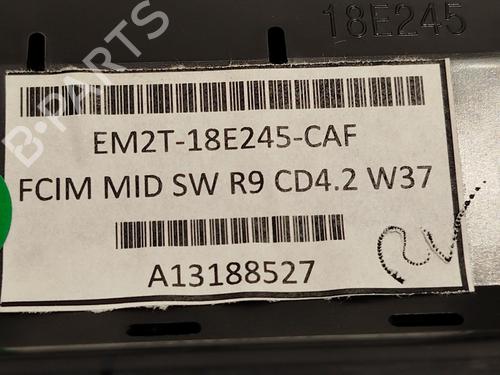 18E245
EM2T-18E245-CAF
FCIM MID SW R9 CD4.2 W37
A13188527
B-PARTS